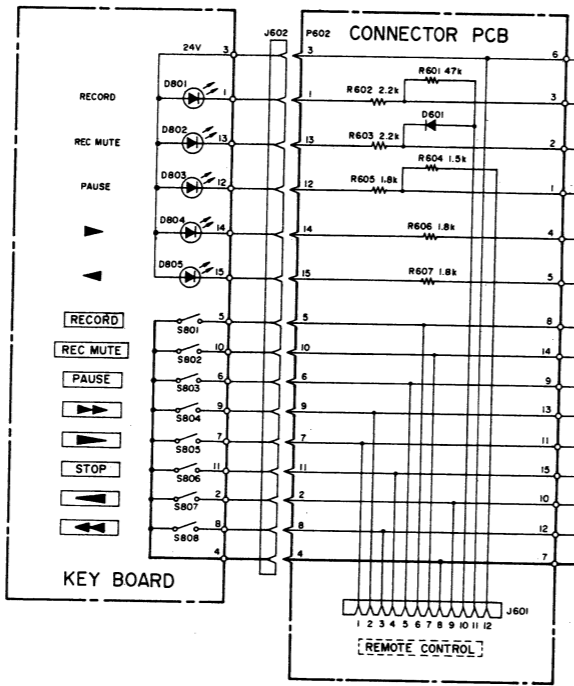 J602 P602 CONNECTOR PCB
24V 3 3 6
R601 47k
D801 RECORD 1 1 R602 2.2k 3
D601
D802 REC MUTE 13 13 R603 2.2k 2
R604 1.5k
D803 PAUSE 12 12 R605 1.8k 1
D804 14 14 R606 1.8k 4
D805 15 15 R607 1.8k 5
RECORD S801 5 5 8
REC MUTE S802 10 10 14
PAUSE S803 6 6 9
S804 9 9 13
S805 7 7 11
STOP S806 11 11 15
S807 2 2 10
S808 8 8 12
4 4 7
KEY BOARD
J601
1 2 3 4 5 6 7 8 9 10 11 12
REMOTE CONTROL